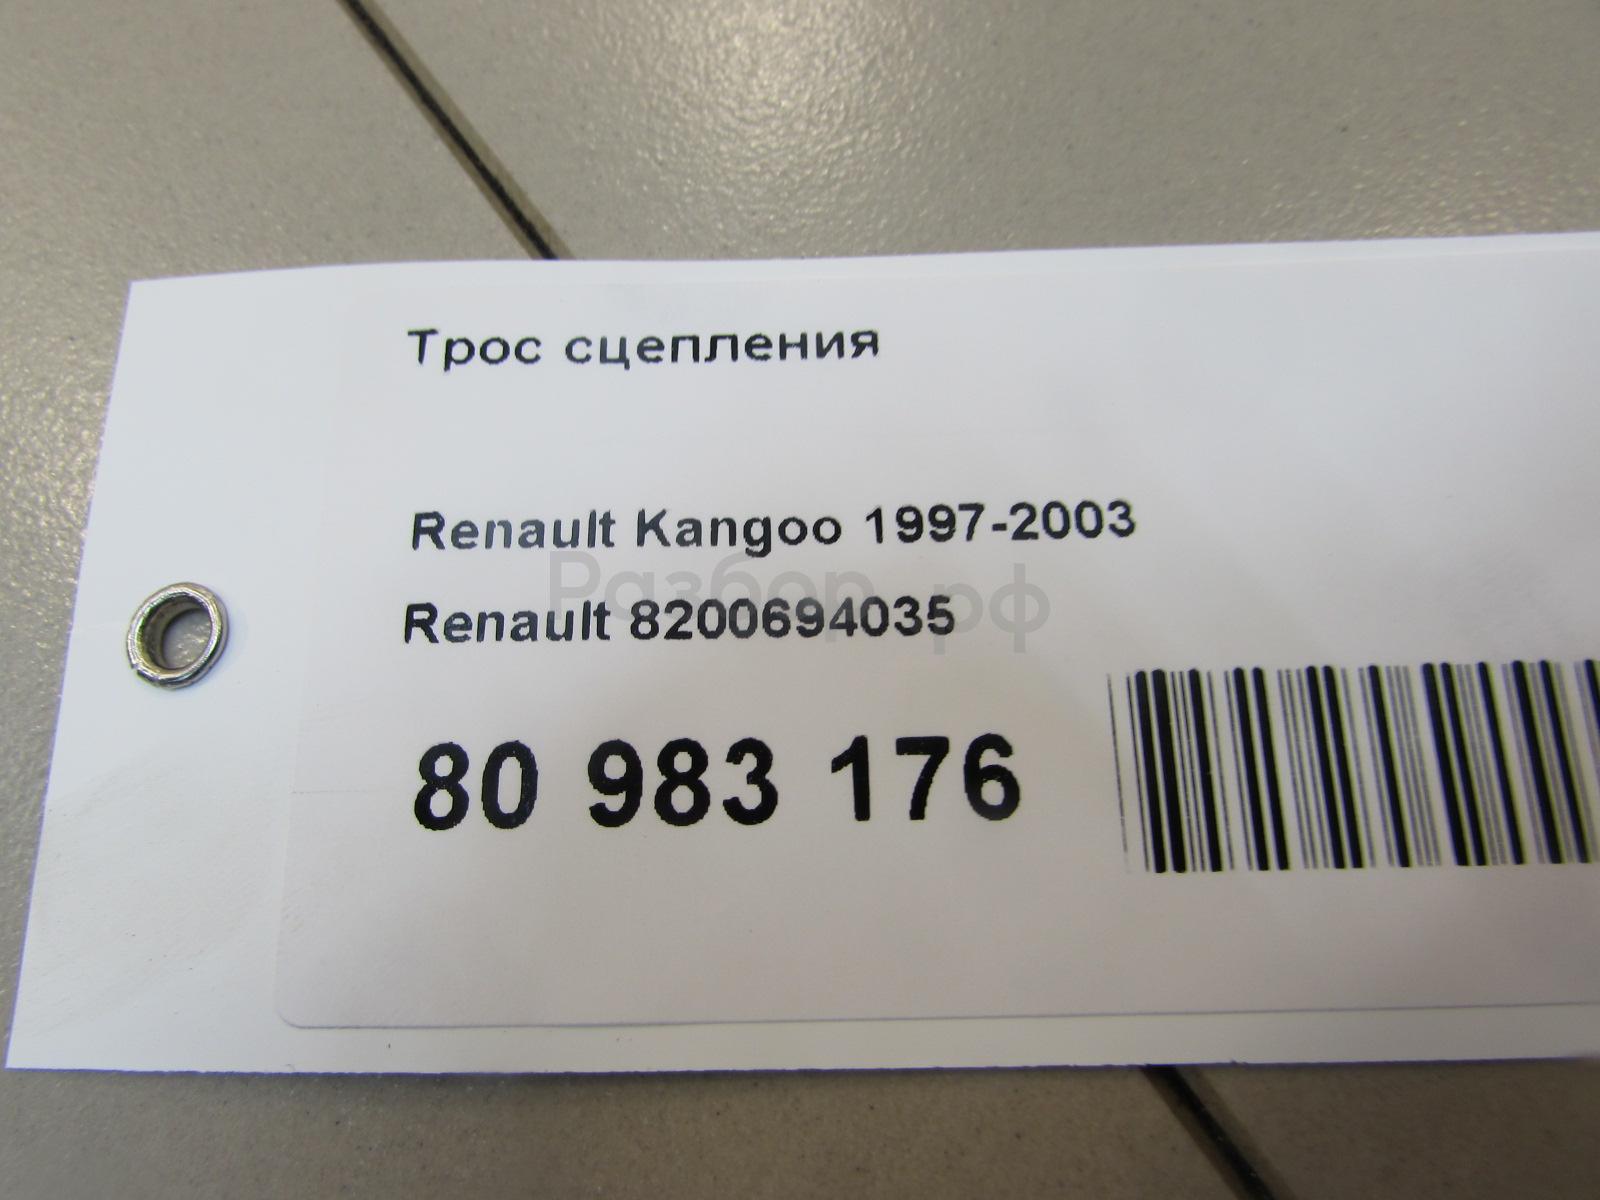 Трос сцепления
Renault Kangoo 1997-2003
Разбор.рф
Renault 8200694035
80 983 176